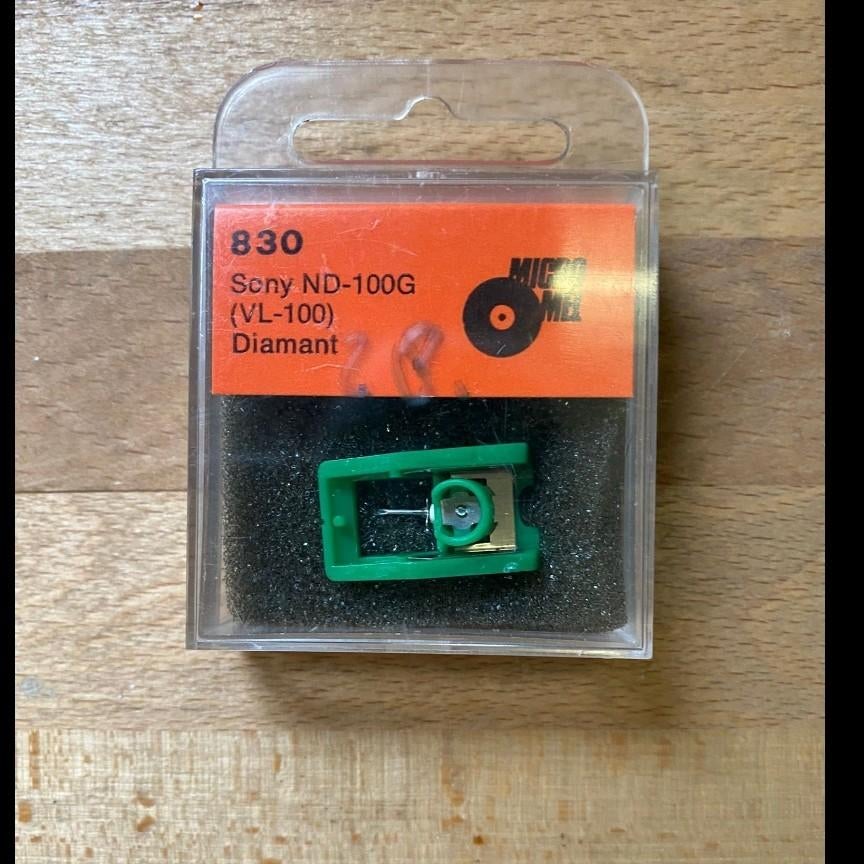 830
Sony ND-100G
(VL-100)
Diamant
MICRO
MEL